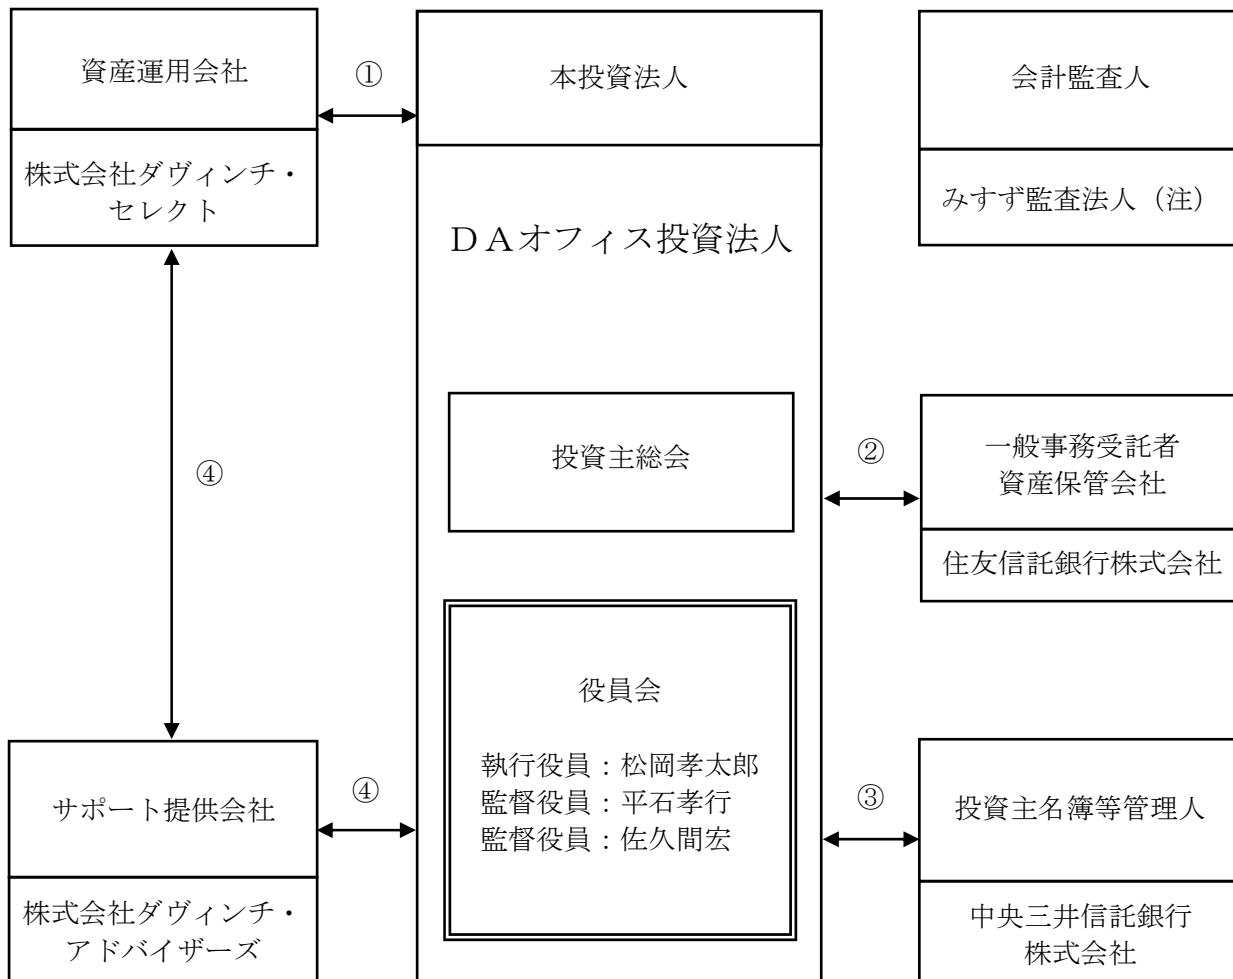 資産運用会社
株式会社ダヴィンチ・
セレクト
①
本投資法人
ＤＡオフィス投資法人
会計監査人
みすず監査法人（注）
④
投資主総会
②
一般事務受託者
資産保管会社
住友信託銀行株式会社
役員会
執行役員：松岡孝太郎
監督役員：平石孝行
監督役員：佐久間宏
サポート提供会社
株式会社ダヴィンチ・
アドバイザーズ
④
③
投資主名簿等管理人
中央三井信託銀行
株式会社